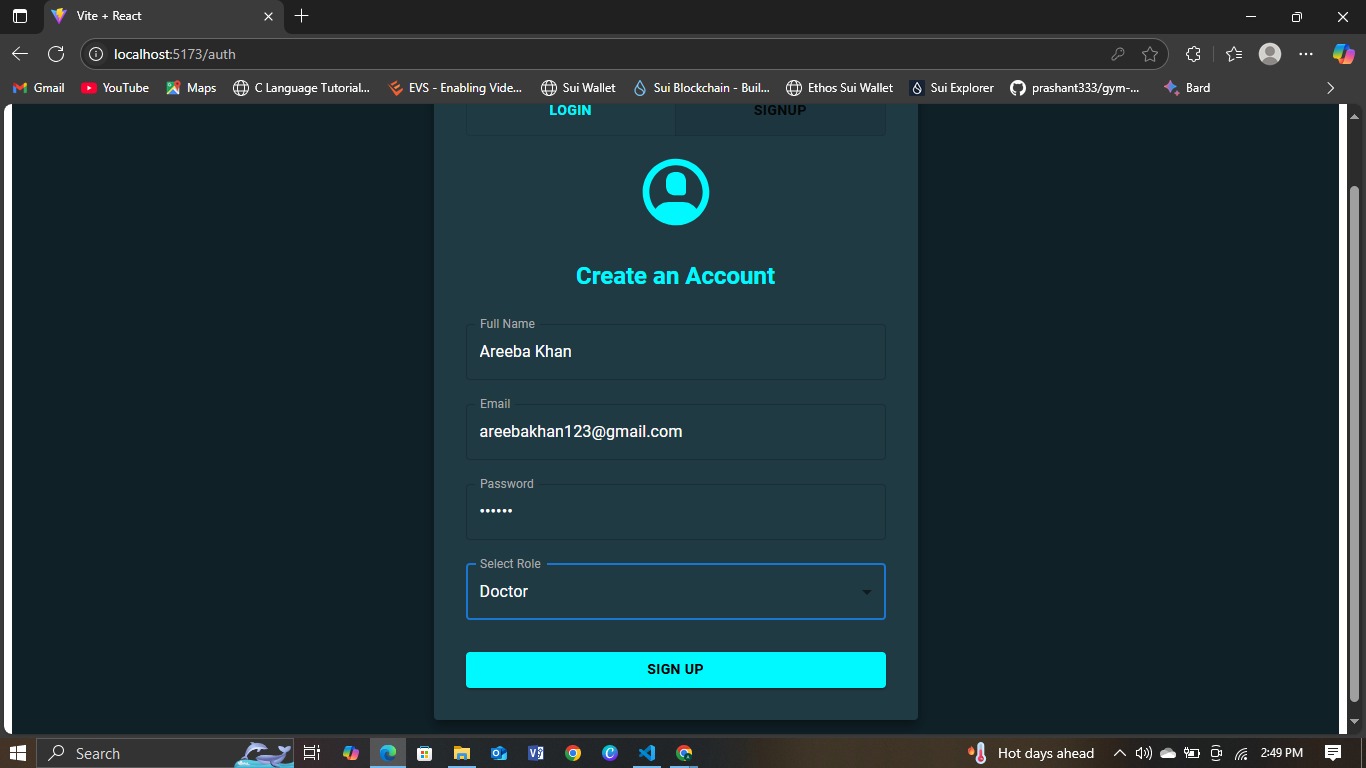 Vite + React
localhost:5173/auth
Gmail
YouTube
Maps
C Language Tutorial...
EVS - Enabling Vide...
Sui Wallet
Sui Blockchain - Buil...
Ethos Sui Wallet
Sui Explorer
prashant333/gym-...
Bard
LOGIN
SIGNUP
Create an Account
Full Name
Areeba Khan
Email
areebakhan123@gmail.com
Password
••••••
Select Role
Doctor
SIGN UP
Search
Hot days ahead
2:49 PM